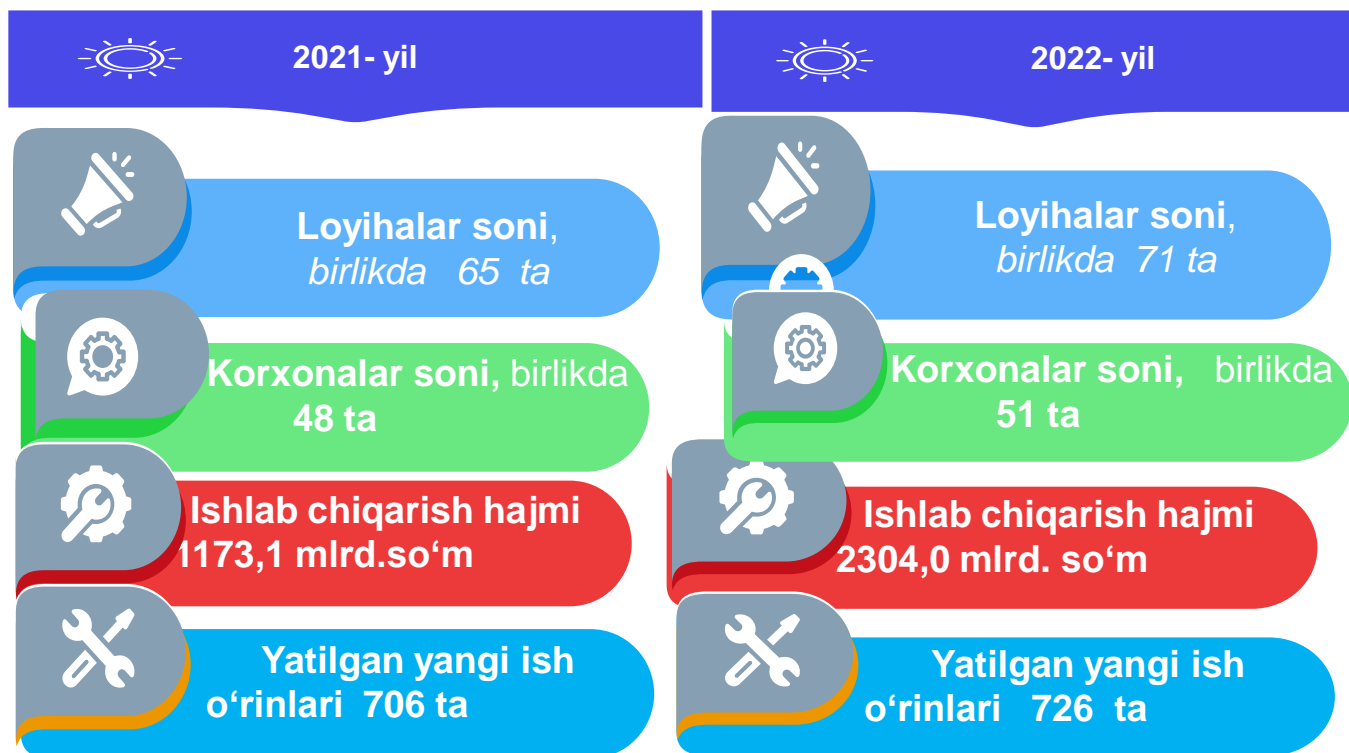 2021- yil
Loyihalar soni,
birlikda 65 ta
Korxonalar soni, birlikda
48 ta
Ishlab chiqarish hajmi
1173,1 mlrd.so‘m
Yatilgan yangi ish
o‘rinlari 706 ta
2022- yil
Loyihalar soni,
birlikda 71 ta
Korxonalar soni, birlikda
51 ta
Ishlab chiqarish hajmi
2304,0 mlrd. so‘m
Yatilgan yangi ish
o‘rinlari 726 ta